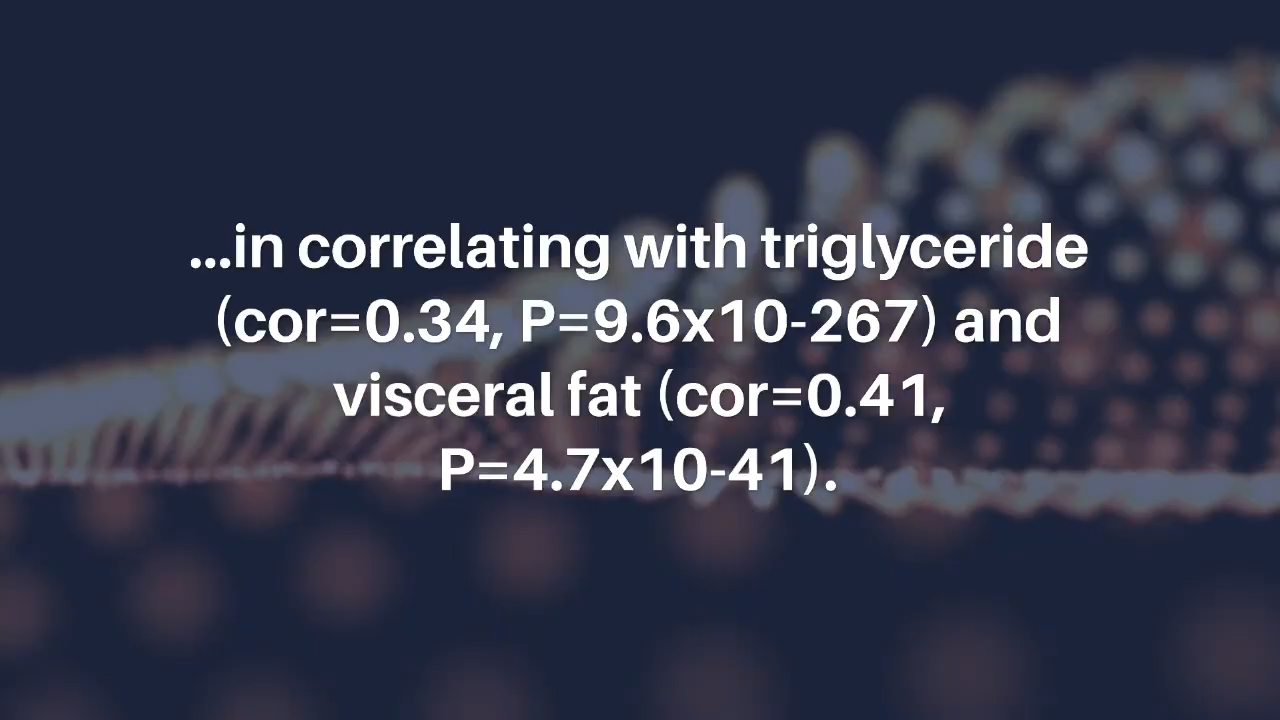 ...in correlating with triglyceride
(cor=0.34, P=9.6x10-267) and
visceral fat (cor=0.41,
P=4.7x10-41).